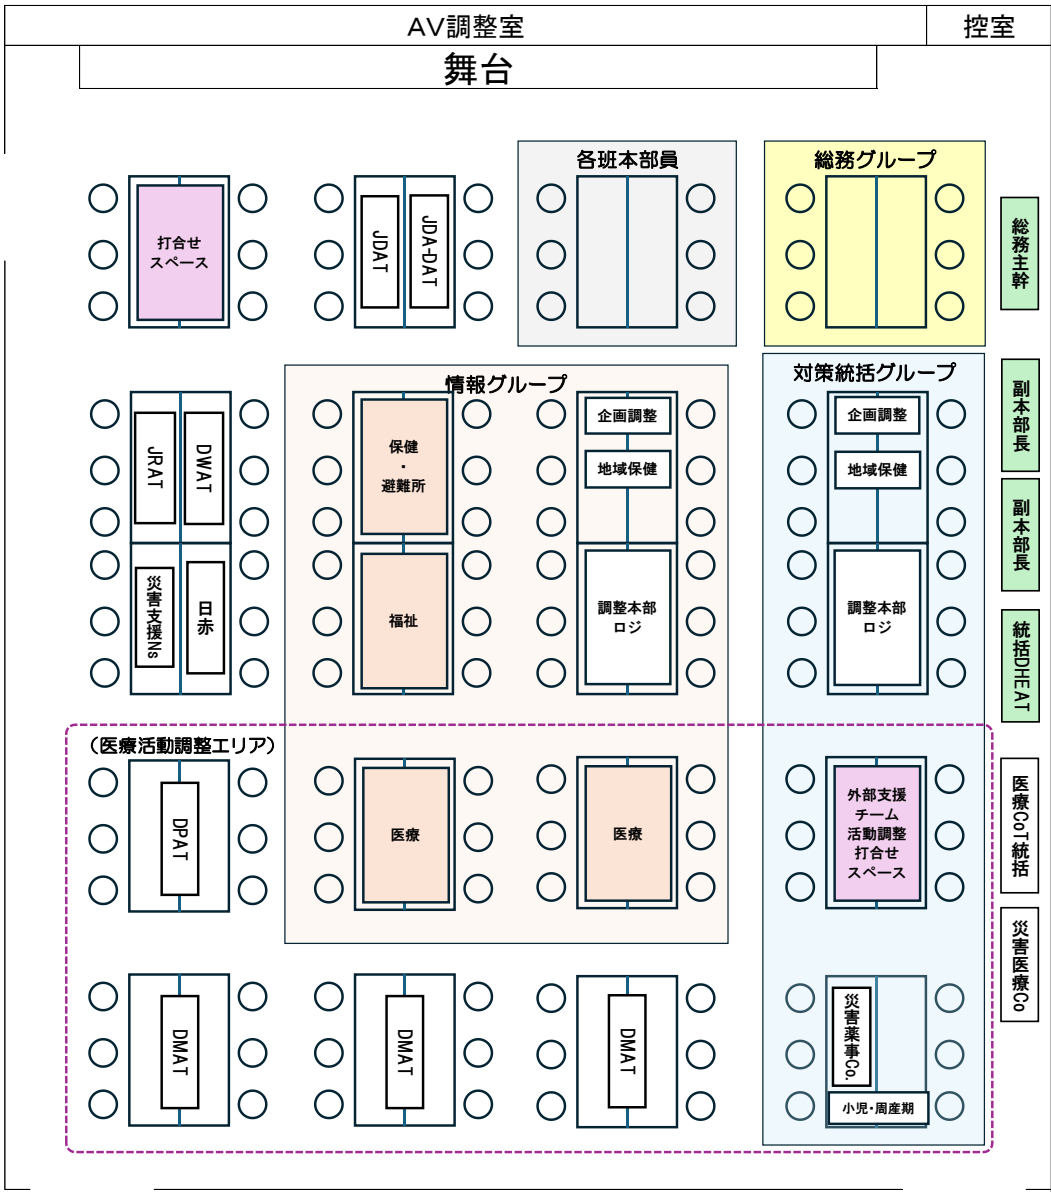 AV調整室
控室
舞台
各班本部員
総務グループ
打合せ
スペース
JDAT
JDA-DAT
総務主幹
情報グループ
対策統括グループ
副本部長
JRAT
DWAT
保健
・
避難所
企画調整
地域保健
企画調整
地域保健
副本部長
災害支援Ns
日赤
福祉
調整本部
ロジ
調整本部
ロジ
統括DHEAT
（医療活動調整エリア）
DPAT
医療
医療
外部支援
チーム
活動調整
打合せ
スペース
医療CoT統括
災害医療Co
DMAT
DMAT
DMAT
災害薬事Co.
小児・周産期